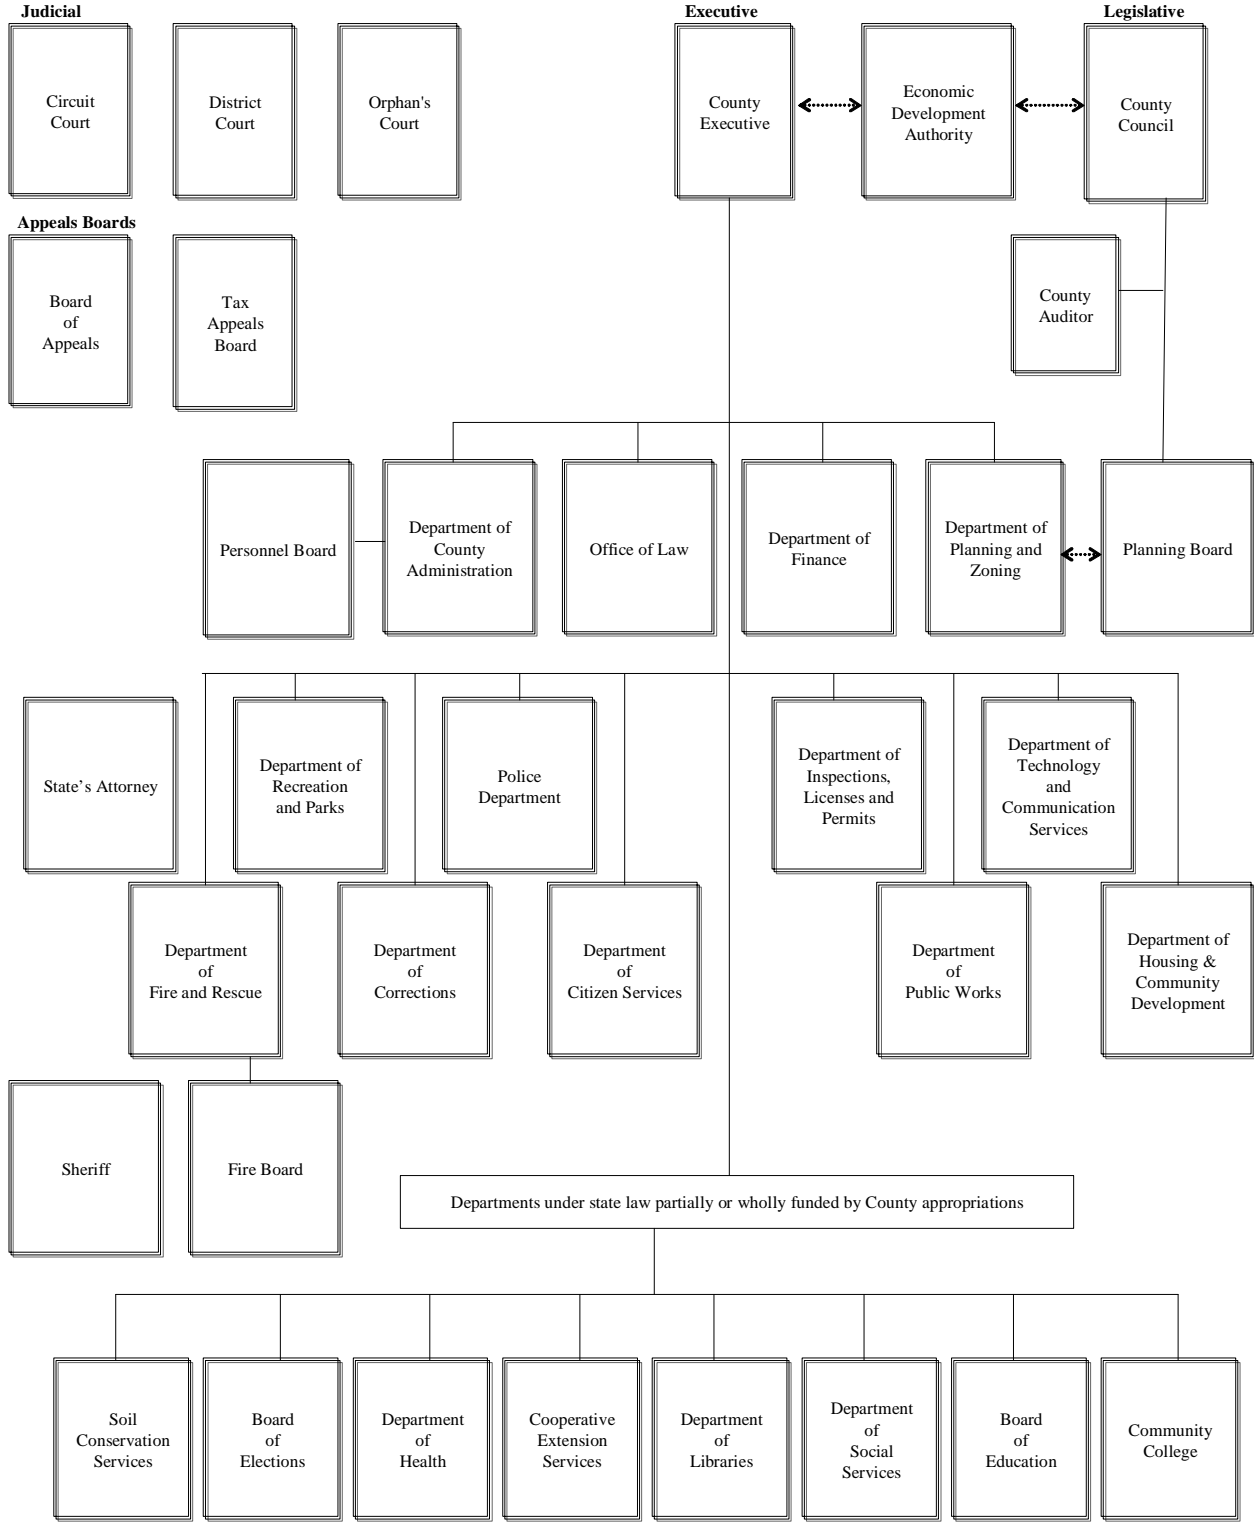 Judicial
Executive
Legislative
Circuit
Court
District
Court
Orphan's
Court
County
Executive
Economic
Development
Authority
County
Council
Appeals Boards
Board
of
Appeals
Tax
Appeals
Board
County
Auditor
Personnel Board
Department of
County
Administration
Office of Law
Department of
Finance
Department of
Planning and
Zoning
Planning Board
State’s Attorney
Department of
Recreation
and Parks
Police
Department
Department of
Inspections,
Licenses and
Permits
Department of
Technology
and
Communication
Services
Department
of
Fire and Rescue
Department
of
Corrections
Department
of
Citizen Services
Department
of
Public Works
Department of
Housing &
Community
Development
Sheriff
Fire Board
Departments under state law partially or wholly funded by County appropriations
Soil
Conservation
Services
Board
of
Elections
Department
of
Health
Cooperative
Extension
Services
Department
of
Libraries
Department
of
Social
Services
Board
of
Education
Community
College